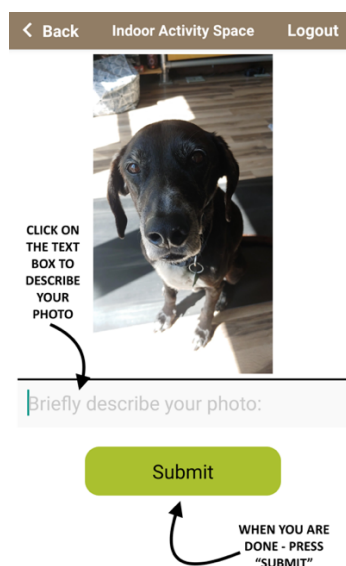 Back Indoor Activity Space Logout
CLICK ON
THE TEXT
BOX TO
DESCRIBE
YOUR
PHOTO
Briefly describe your photo:
Submit
WHEN YOU ARE
DONE - PRESS
“SUBMIT”